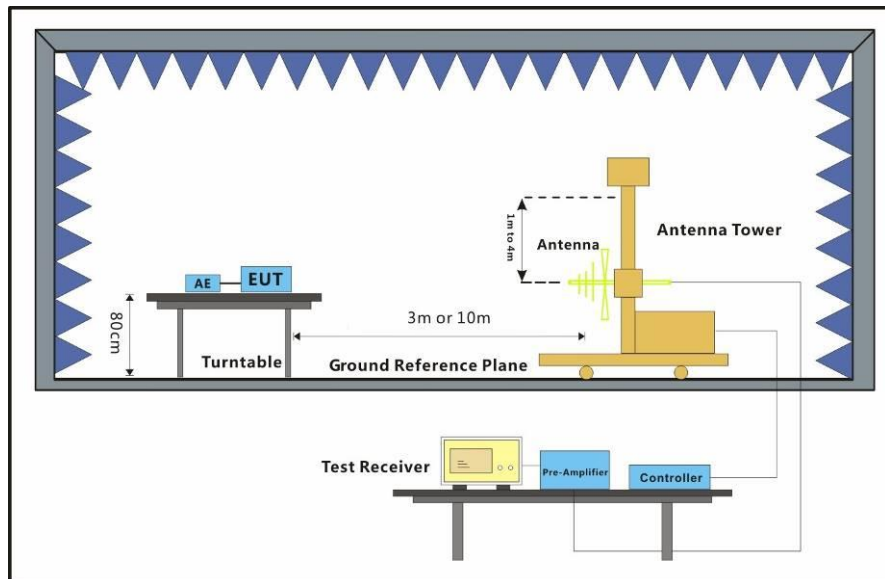 1m to 4m
Antenna
Antenna Tower
AE
EUT
80cm
3m or 10m
Turntable
Ground Reference Plane
Test Receiver
Pre-Amplifier
Controller